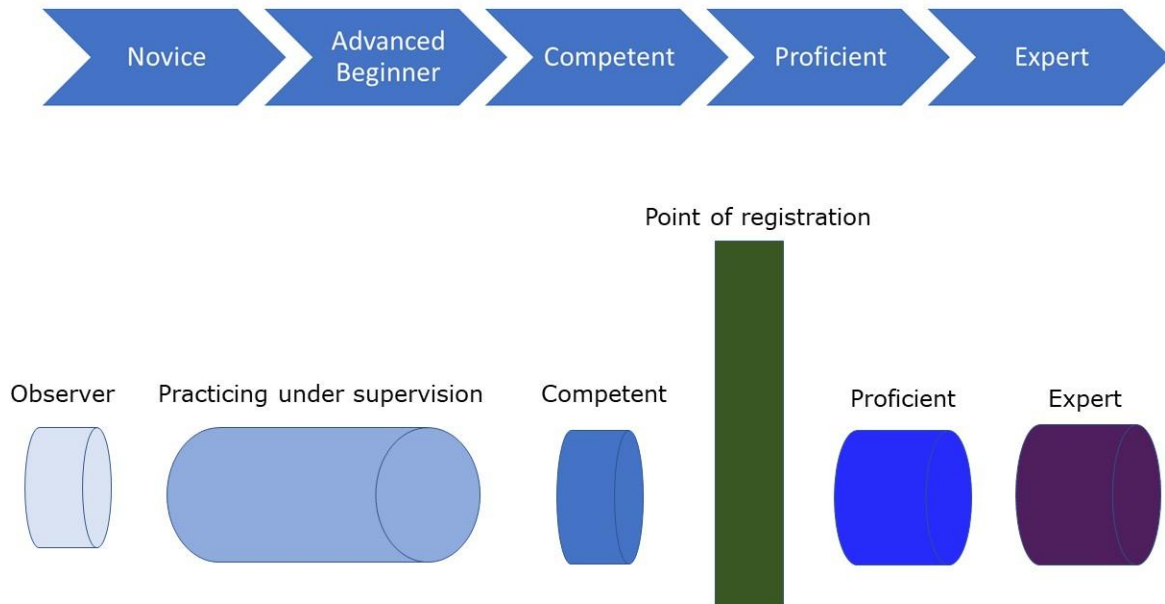 Novice
Advanced
Beginner
Competent
Proficient
Expert
Point of registration
Observer
Practicing under supervision
Competent
Proficient
Expert